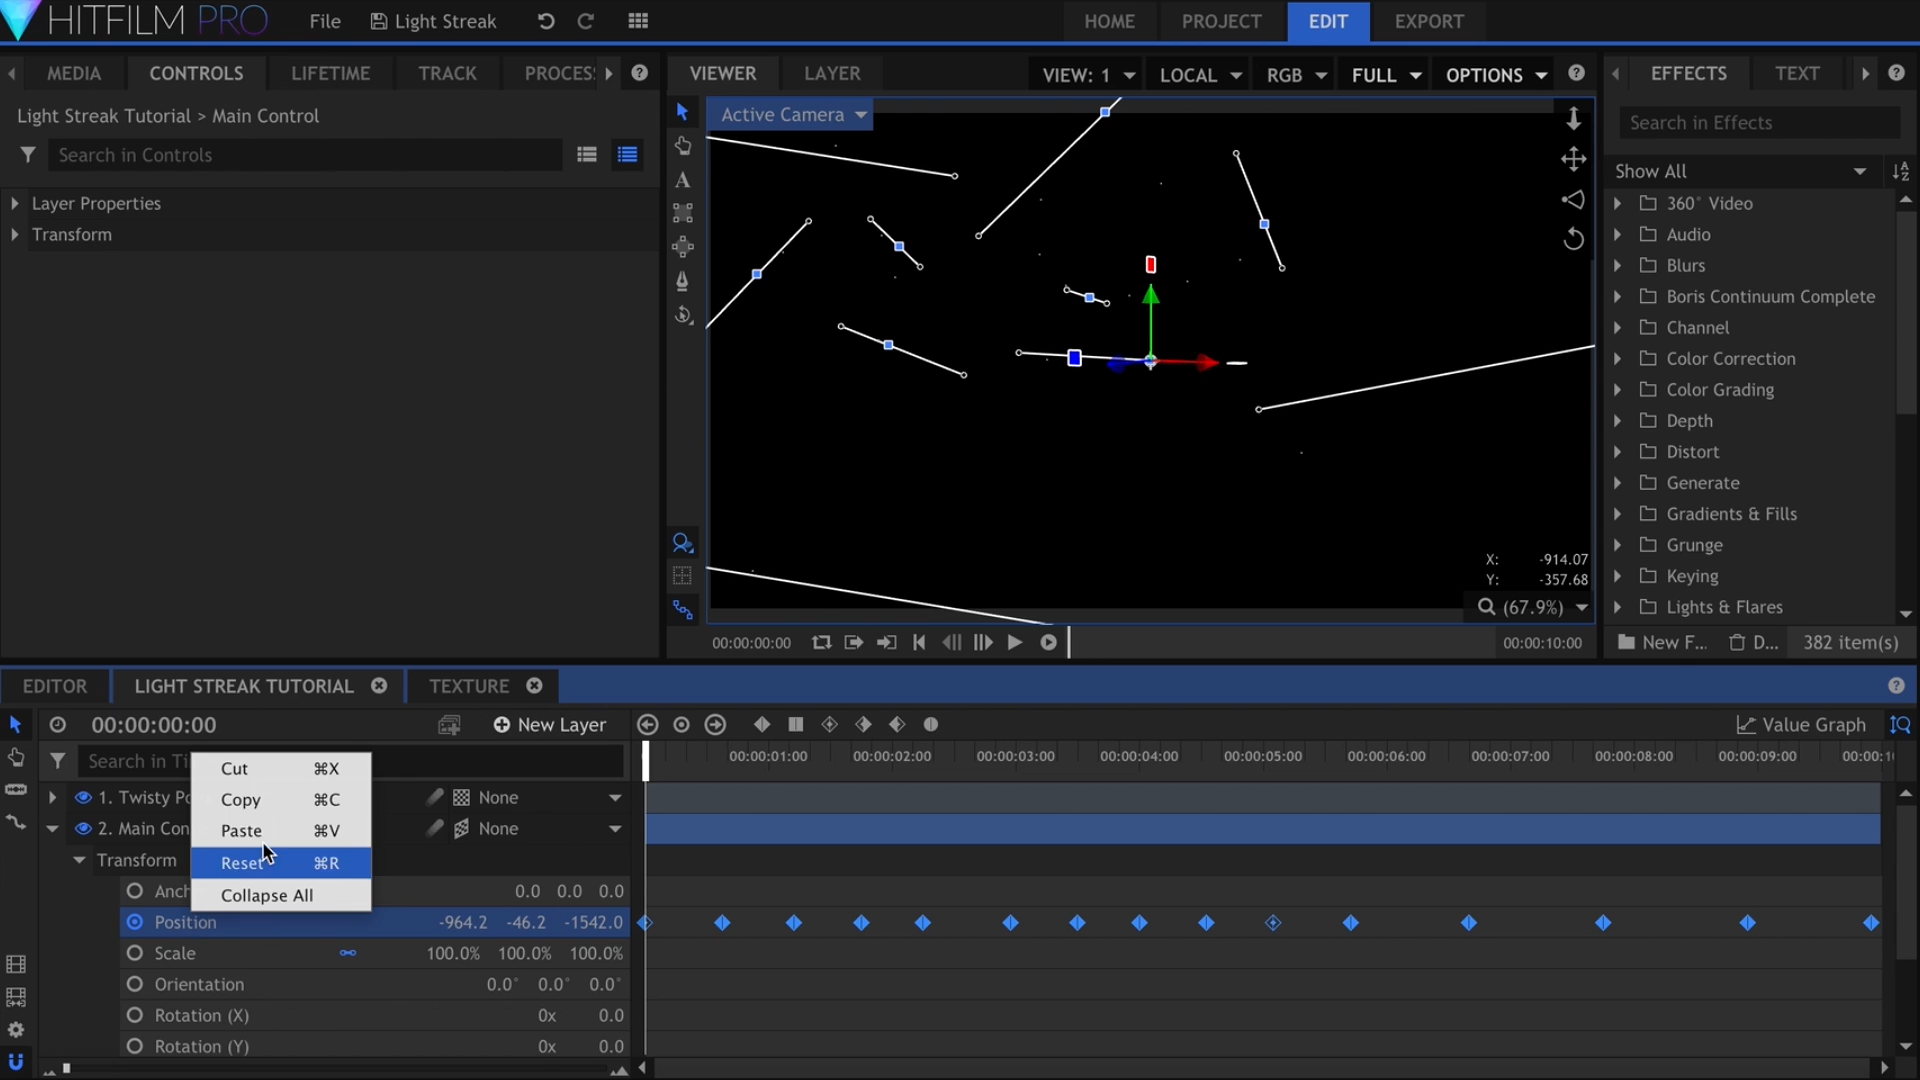 HITFILM PRO File Light Streak HOME PROJECT EDIT EXPORT
MEDIA CONTROLS LIFETIME TRACK PROCES
VIEWER LAYER VIEW: 1 LOCAL RGB FULL OPTIONS
EFFECTS TEXT
Light Streak Tutorial > Main Control
Search in Controls
Layer Properties
Transform
Active Camera
X: -914.07
Y: -357.68
(67.9%)
00:00:00:00
00:00:10:00
Search in Effects
Show All
360° Video
Audio
Blurs
Boris Continuum Complete
Channel
Color Correction
Color Grading
Depth
Distort
Generate
Gradients & Fills
Grunge
Keying
Lights & Flares
New F... D... 382 item(s)
EDITOR LIGHT STREAK TUTORIAL TEXTURE
00:00:00:00 New Layer Value Graph
Search in Ti
00:00:01:00 00:00:02:00 00:00:03:00 00:00:04:00 00:00:05:00 00:00:06:00 00:00:07:00 00:00:08:00 00:00:09:00 00:00:1
1. Twisty Po None
2. Main Con None
Transform
Anch 0.0 0.0 0.0
Position -964.2 -46.2 -1542.0
Scale 100.0% 100.0% 100.0%
Orientation 0.0° 0.0° 0.0°
Rotation (X) 0x 0.0
Rotation (Y) 0x 0.0
Cut ⌘X
Copy ⌘C
Paste ⌘V
Reset ⌘R
Collapse All